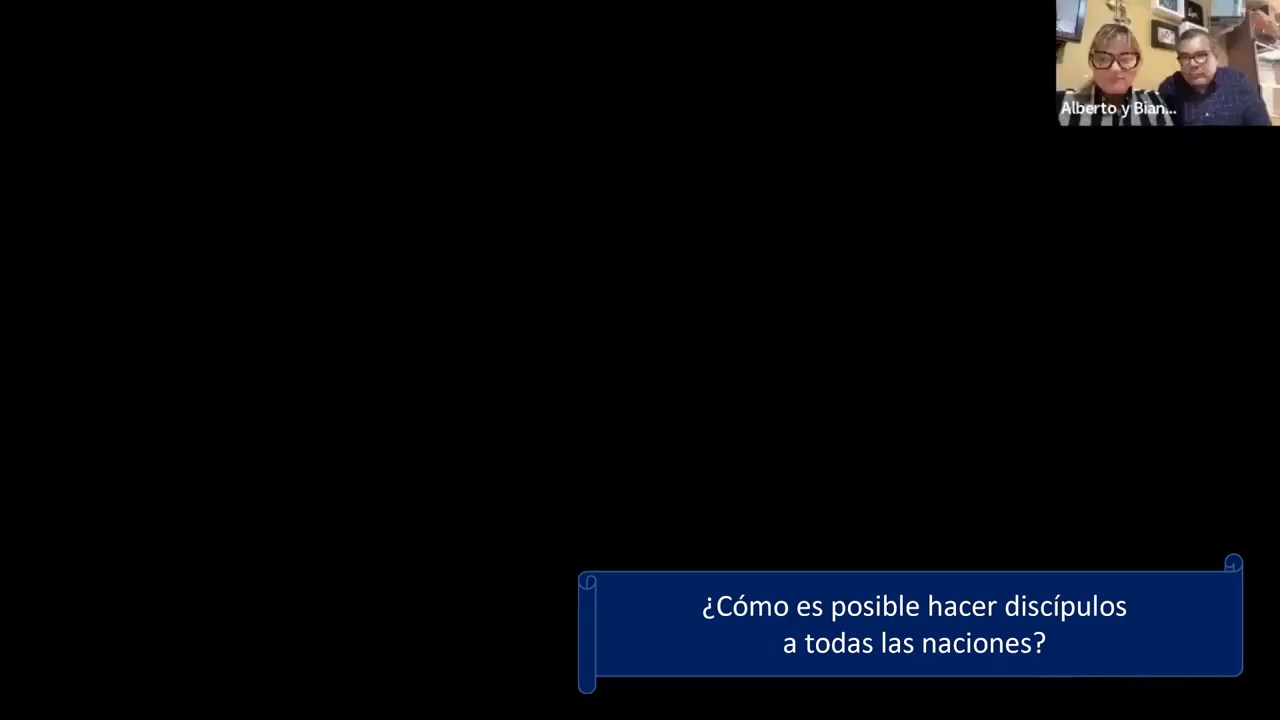 Alberto y Bian...
¿Cómo es posible hacer discípulos
a todas las naciones?